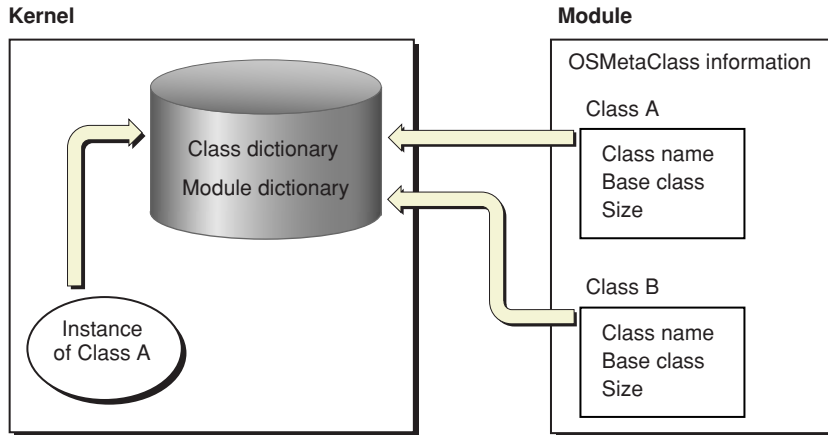 Kernel
Class dictionary
Module dictionary
Instance
of Class A
Module
OSMetaClass information
Class A
Class name
Base class
Size
Class B
Class name
Base class
Size